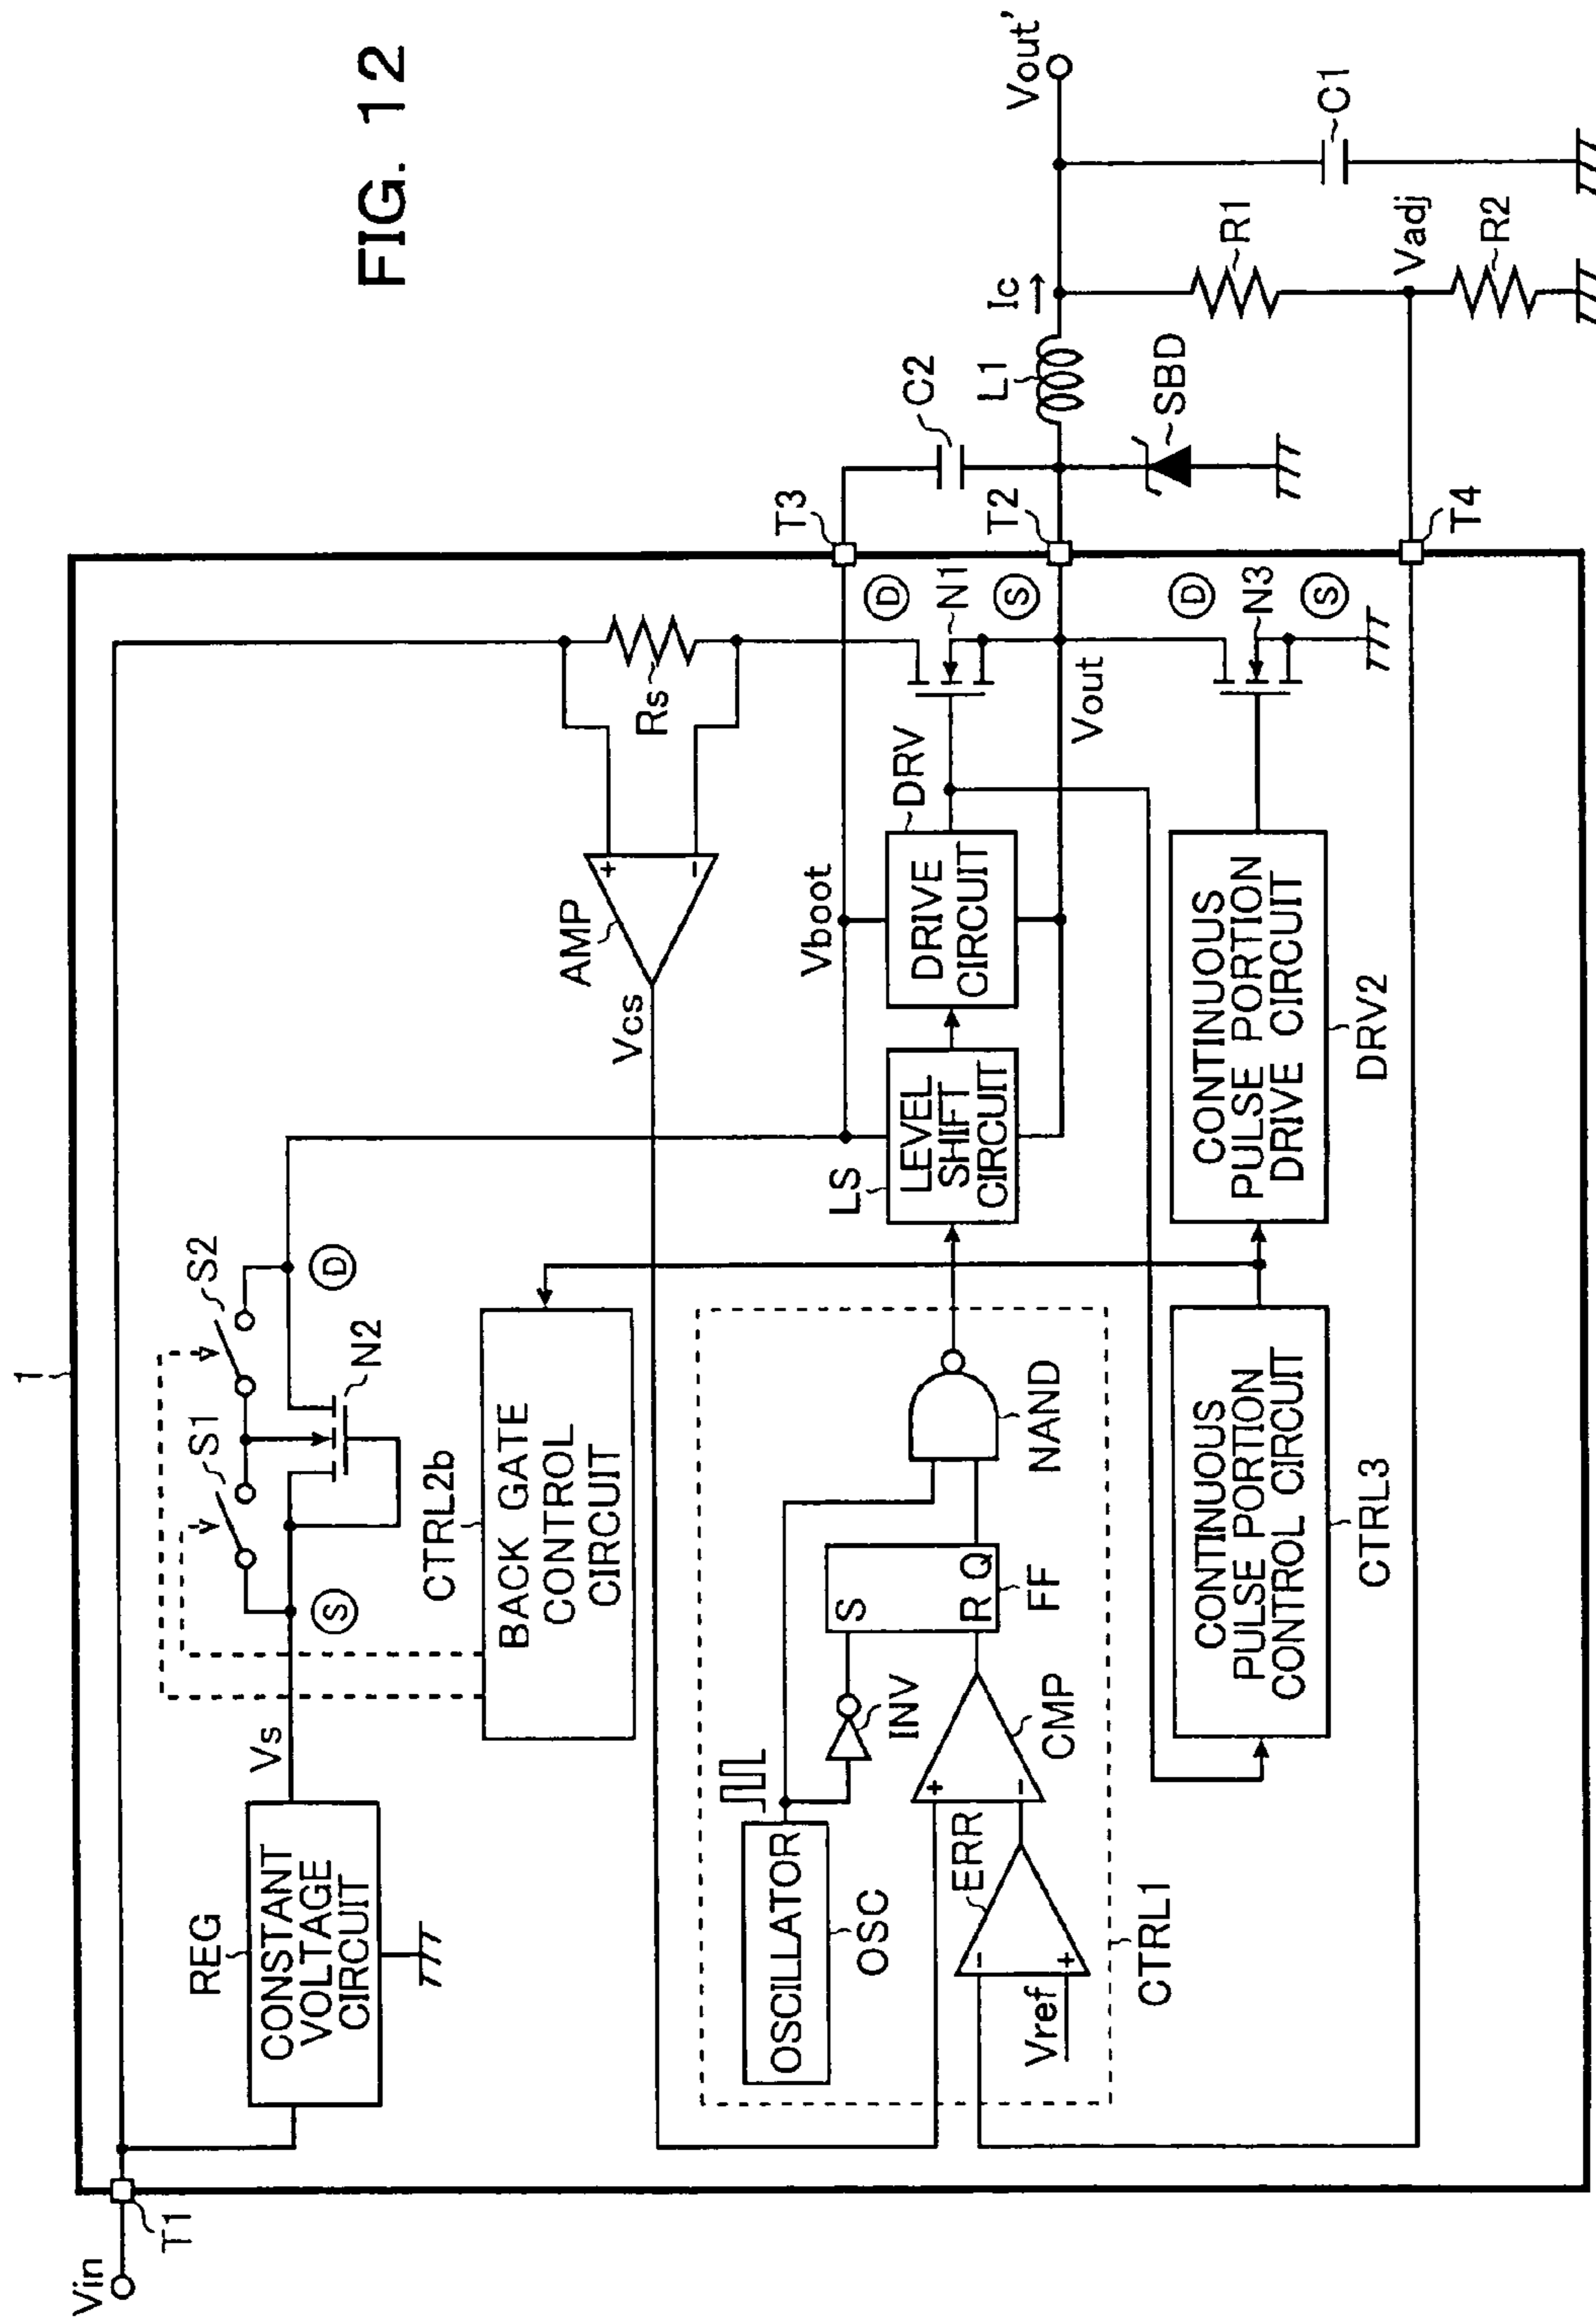 FIG. 12
1
Vin
T1
REG
CONSTANT
VOLTAGE
CIRCUIT
Vs
S1
S2
S
D
N2
CTRL2b
BACK GATE
CONTROL
CIRCUIT
Vcs
AMP
+
-
Rs
T3
C2
OSCILLATOR
OSC
INV
S
R Q
FF
NAND
LS
LEVEL
SHIFT
CIRCUIT
Vboot
DRIVE
CIRCUIT
DRV
D
N1
S
T2
L1
Ic
Vout'
Vref
-
+
ERR
+
-
CMP
CTRL1
Vout
SBD
R1
C1
Vadj
R2
CONTINUOUS
PULSE PORTION
CONTROL CIRCUIT
CTRL3
CONTINUOUS
PULSE PORTION
DRIVE CIRCUIT
DRV2
D
N3
S
T4